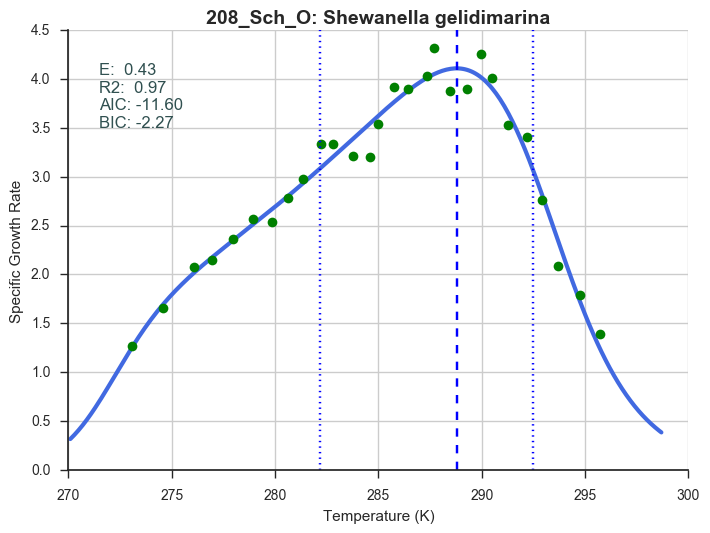 208_Sch_O: Shewanella gelidimarina
E:  0.43
R2:  0.97
AIC: -11.60
BIC: -2.27
4.5
4.0
3.5
3.0
2.5
2.0
1.5
1.0
0.5
0.0
Specific Growth Rate
270 275 280 285 290 295 300
Temperature (K)